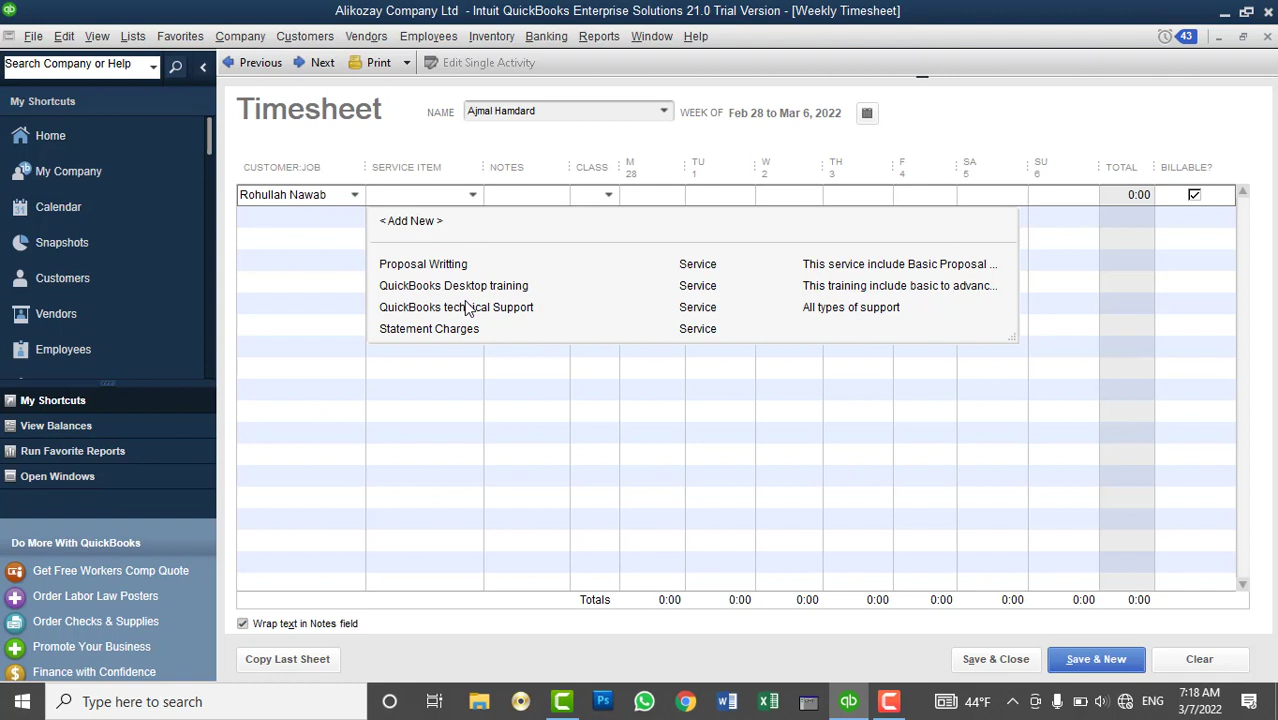 Alikozay Company Ltd - Intuit QuickBooks Enterprise Solutions 21.0 Trial Version - [Weekly Timesheet]
File Edit View Lists Favorites Company Customers Vendors Employees Inventory Banking Reports Window Help 43
Search Company or Help
Previous Next Print Edit Single Activity
My Shortcuts
Home
My Company
Calendar
Snapshots
Customers
Vendors
Employees
My Shortcuts
View Balances
Run Favorite Reports
Open Windows
Do More With QuickBooks
Get Free Workers Comp Quote
Order Labor Law Posters
Order Checks & Supplies
Promote Your Business
Finance with Confidence
Timesheet NAME Ajmal Hamdard WEEK OF Feb 28 to Mar 6, 2022
CUSTOMER:JOB SERVICE ITEM NOTES CLASS M 28 TU 1 W 2 TH 3 F 4 SA 5 SU 6 TOTAL BILLABLE?
Rohullah Nawab 0:00
< Add New >
Proposal Writting Service This service include Basic Proposal ...
QuickBooks Desktop training Service This training include basic to advanc...
QuickBooks technical Support Service All types of support
Statement Charges Service
Totals 0:00 0:00 0:00 0:00 0:00 0:00 0:00 0:00
Wrap text in Notes field
Copy Last Sheet Save & Close Save & New Clear
Type here to search 44°F ENG 7:18 AM
3/7/2022